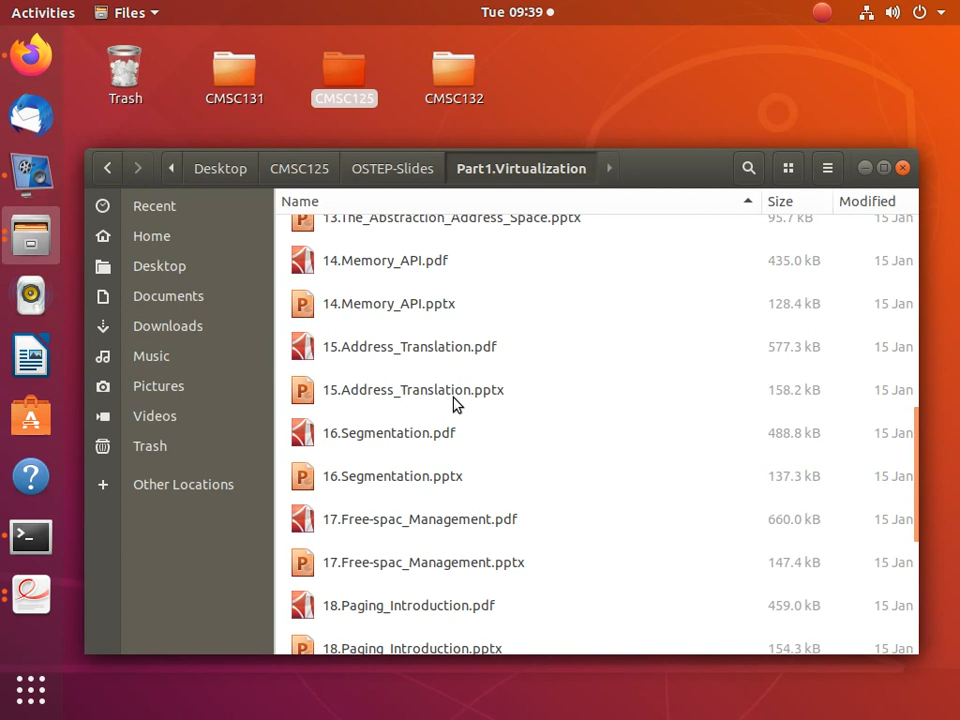 Activities Files Tue 09:39
Trash CMSC131 CMSC125 CMSC132
Desktop CMSC125 OSTEP-Slides Part1.Virtualization
Name Size Modified
Recent
Home
Desktop
Documents
Downloads
Music
Pictures
Videos
Trash
Other Locations
13.The_Abstraction_Address_Space.pptx 95.7 kB 15 Jan
14.Memory_API.pdf 435.0 kB 15 Jan
14.Memory_API.pptx 128.4 kB 15 Jan
15.Address_Translation.pdf 577.3 kB 15 Jan
15.Address_Translation.pptx 158.2 kB 15 Jan
16.Segmentation.pdf 488.8 kB 15 Jan
16.Segmentation.pptx 137.3 kB 15 Jan
17.Free-spac_Management.pdf 660.0 kB 15 Jan
17.Free-spac_Management.pptx 147.4 kB 15 Jan
18.Paging_Introduction.pdf 459.0 kB 15 Jan
18.Paging_Introduction.pptx 154.3 kB 15 Jan